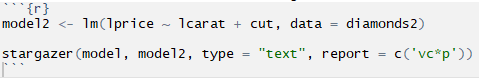 ```{r}
model2 <- lm(lprice ~ lcarat + cut, data = diamonds2)
stargazer(model, model2, type = "text", report = c('vc*p'))
```